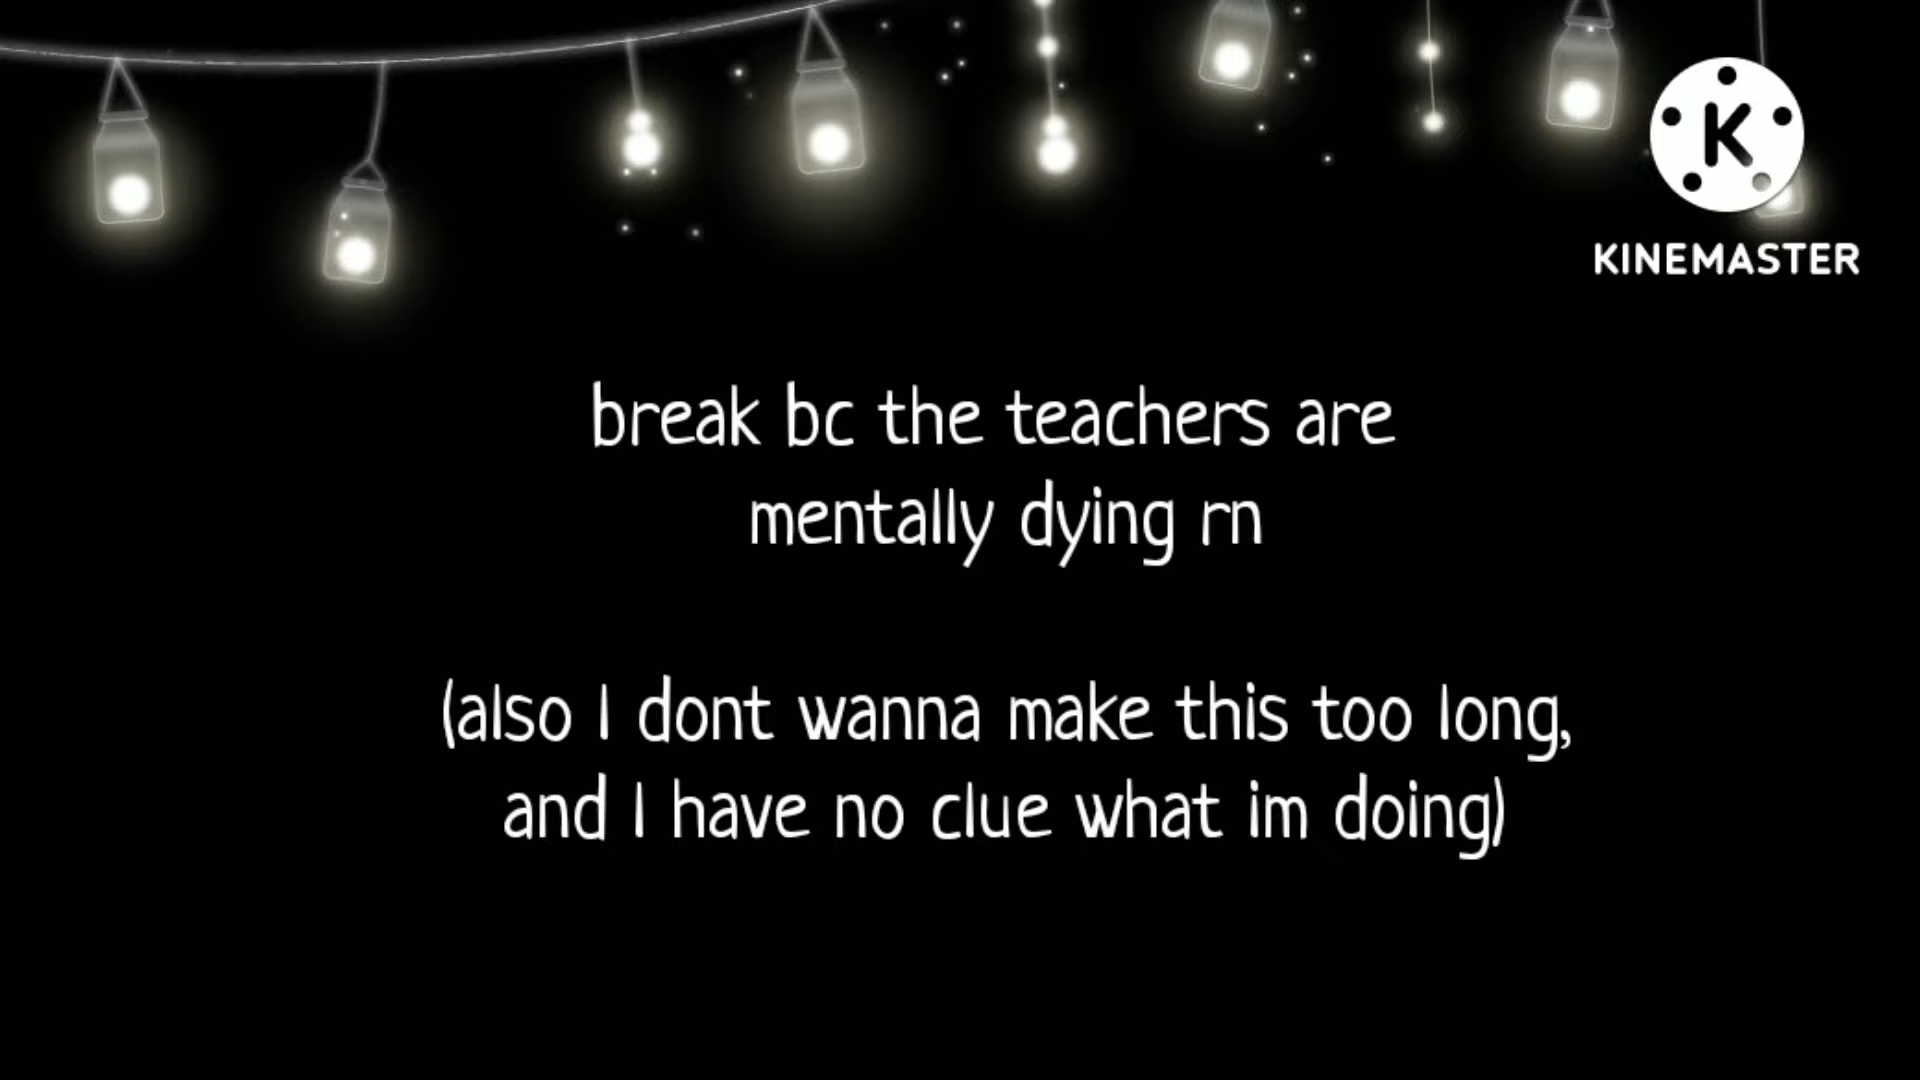 K
KINEMASTER
break bc the teachers are
mentally dying rn
(also I dont wanna make this too long,
and I have no clue what im doing)